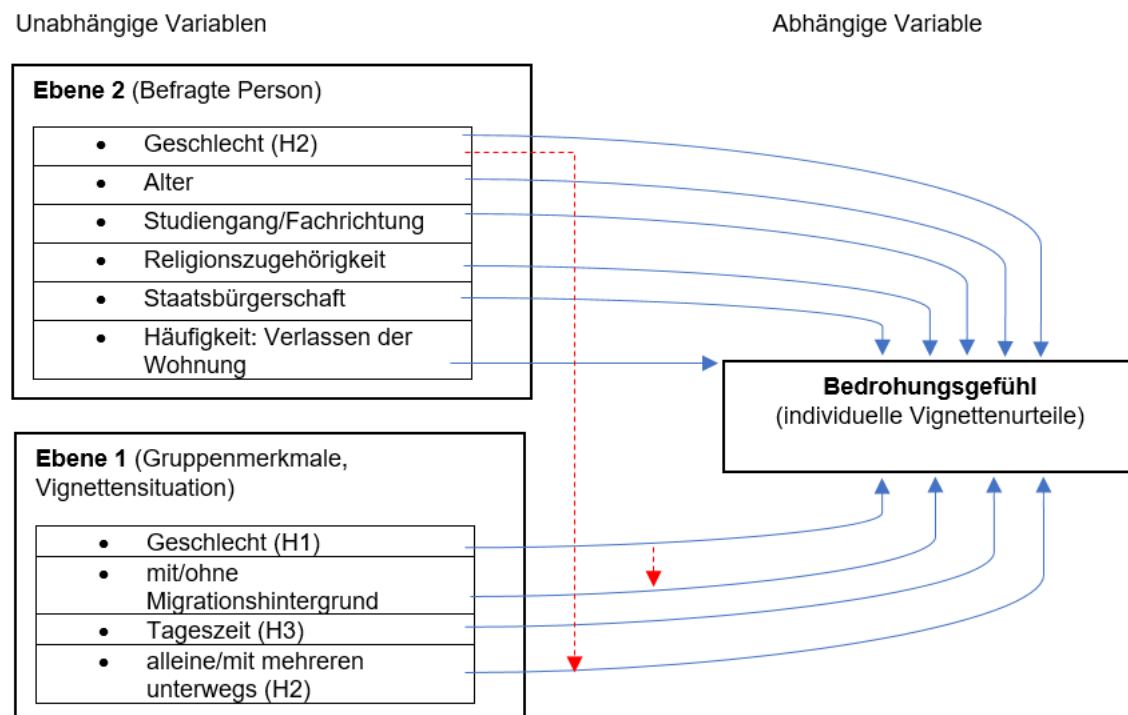 Unabhängige Variablen
Abhängige Variable
Ebene 2 (Befragte Person)
• Geschlecht (H2)
• Alter
• Studiengang/Fachrichtung
• Religionszugehörigkeit
• Staatsbürgerschaft
• Häufigkeit: Verlassen der
Wohnung
Bedrohungsgefühl
(individuelle Vignettenurteile)
Ebene 1 (Gruppenmerkmale,
Vignettensituation)
• Geschlecht (H1)
• mit/ohne
Migrationshintergrund
• Tageszeit (H3)
• alleine/mit mehreren
unterwegs (H2)